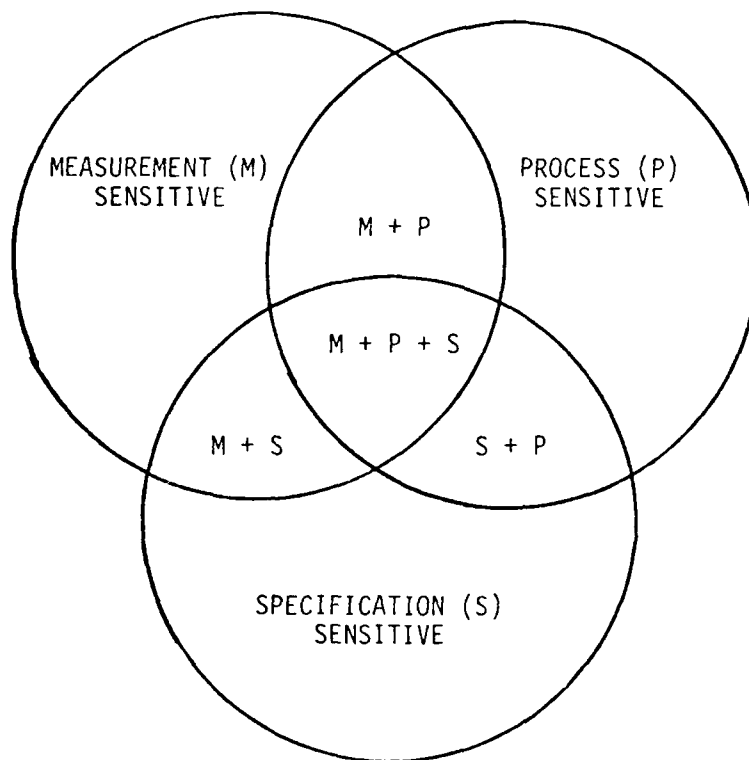 MEASUREMENT (M)
SENSITIVE
PROCESS (P)
SENSITIVE
M + P
M + P + S
M + S
S + P
SPECIFICATION (S)
SENSITIVE